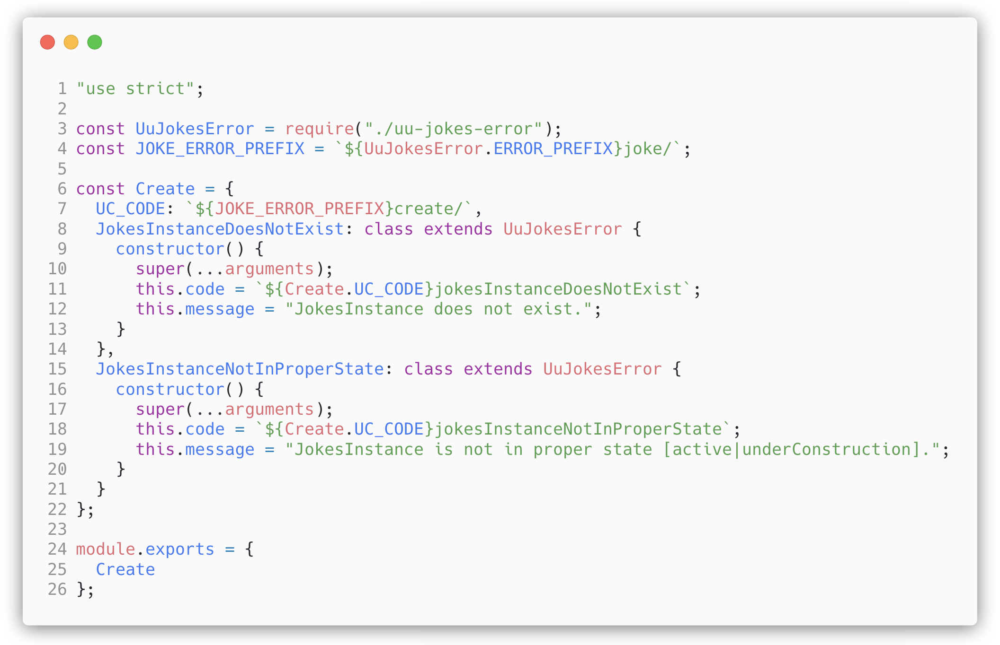 1 "use strict";
2
3 const UuJokesError = require("./uu-jokes-error");
4 const JOKE_ERROR_PREFIX = `${UuJokesError.ERROR_PREFIX}joke/`;
5
6 const Create = {
7   UC_CODE: `${JOKE_ERROR_PREFIX}create/`,
8   JokesInstanceDoesNotExist: class extends UuJokesError {
9     constructor() {
10       super(...arguments);
11       this.code = `${Create.UC_CODE}jokesInstanceDoesNotExist`;
12       this.message = "JokesInstance does not exist.";
13     }
14   },
15   JokesInstanceNotInProperState: class extends UuJokesError {
16     constructor() {
17       super(...arguments);
18       this.code = `${Create.UC_CODE}jokesInstanceNotInProperState`;
19       this.message = "JokesInstance is not in proper state [active|underConstruction].";
20     }
21   }
22 };
23
24 module.exports = {
25   Create
26 };